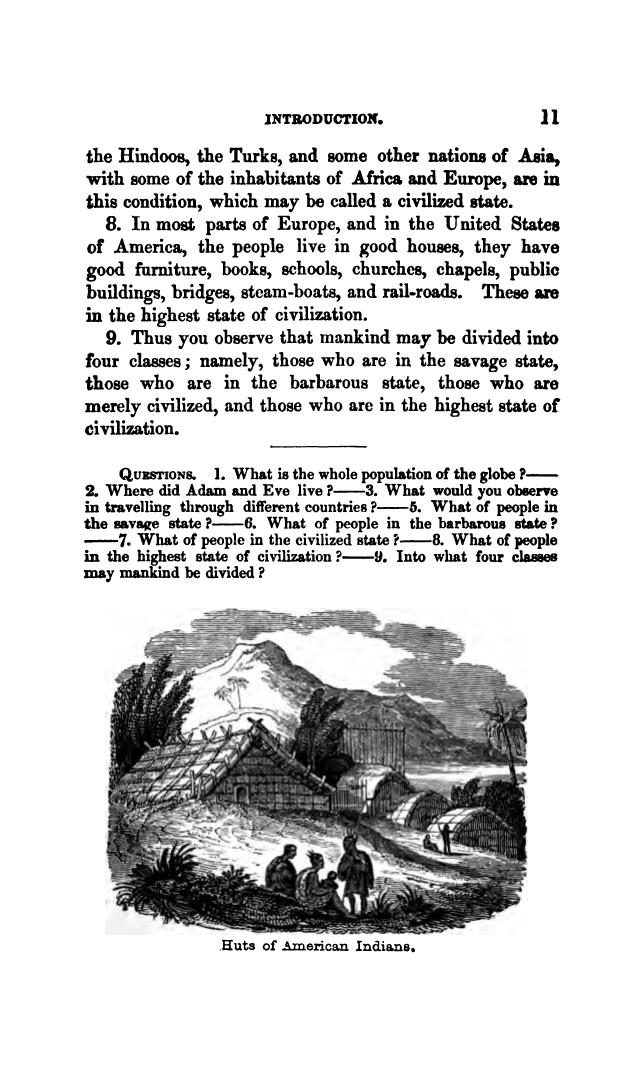 INTRODUCTION. 11
the Hindoos, the Turks, and some other nations of Asia,
with some of the inhabitants of Africa and Europe, are in
this condition, which may be called a civilized state.
8. In most parts of Europe, and in the United States
of America, the people live in good houses, they have
good furniture, books, schools, churches, chapels, public
buildings, bridges, steam-boats, and rail-roads. These are
in the highest state of civilization.
9. Thus you observe that mankind may be divided into
four classes; namely, those who are in the savage state,
those who are in the barbarous state, those who are
merely civilized, and those who are in the highest state of
civilization.
QUESTIONS. 1. What is the whole population of the globe?——
2. Where did Adam and Eve live?——3. What would you observe
in travelling through different countries?——5. What of people in
the savage state?——6. What of people in the barbarous state?
——7. What of people in the civilized state?——8. What of people
in the highest state of civilization?——9. Into what four classes
may mankind be divided?
Huts of American Indians.